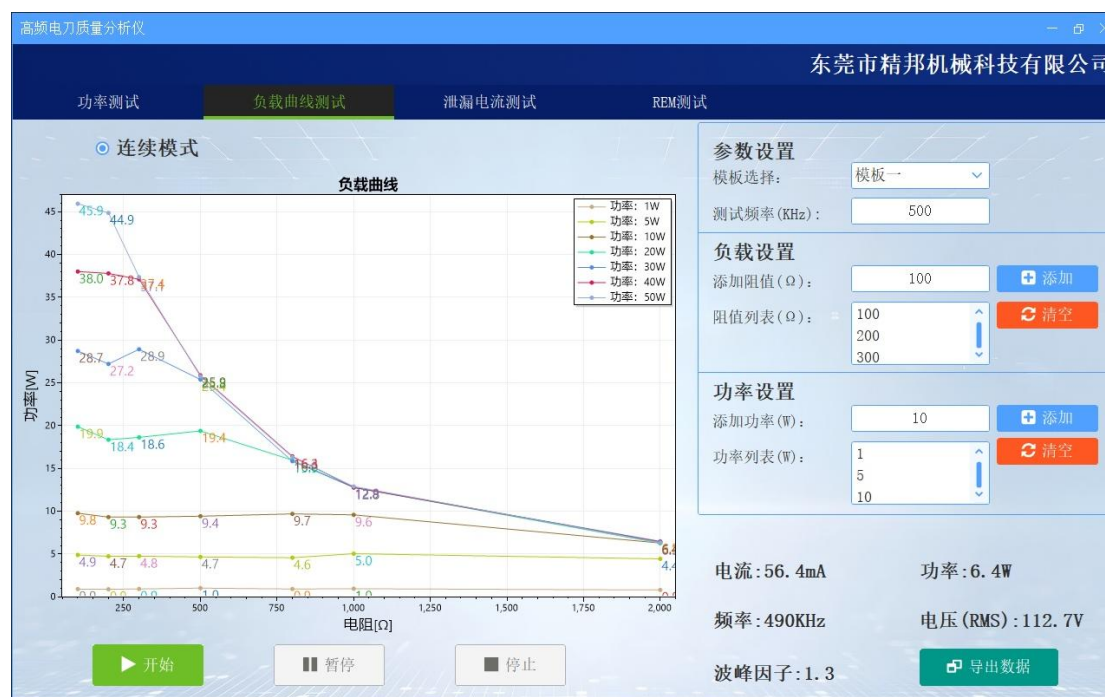 高频电刀质量分析仪
东莞市精邦机械科技有限公司
功率测试
负载曲线测试
泄漏电流测试
REM测试
连续模式
负载曲线
功率: 1W
功率: 5W
功率: 10W
功率: 20W
功率: 30W
功率: 40W
功率: 50W
功率[W]
45
40
35
30
25
20
15
10
5
0
45.9
44.9
38.0
37.8
28.7
27.2
28.9
19.9
18.4
18.6
19.4
12.8
9.8
9.3
9.3
9.4
9.7
9.6
4.9
4.7
4.8
4.7
4.6
5.0
250
500
750
1,000
1,250
1,500
1,750
2,000
电阻[Ω]
开始
暂停
停止
参数设置
模板选择:
模板一
测试频率(KHz):
500
负载设置
添加阻值(Ω):
100
添加
阻值列表(Ω):
100
200
300
清空
功率设置
添加功率(W):
10
添加
功率列表(W):
1
5
10
清空
电流:56.4mA
功率:6.4W
频率:490KHz
电压(RMS):112.7V
波峰因子:1.3
导出数据